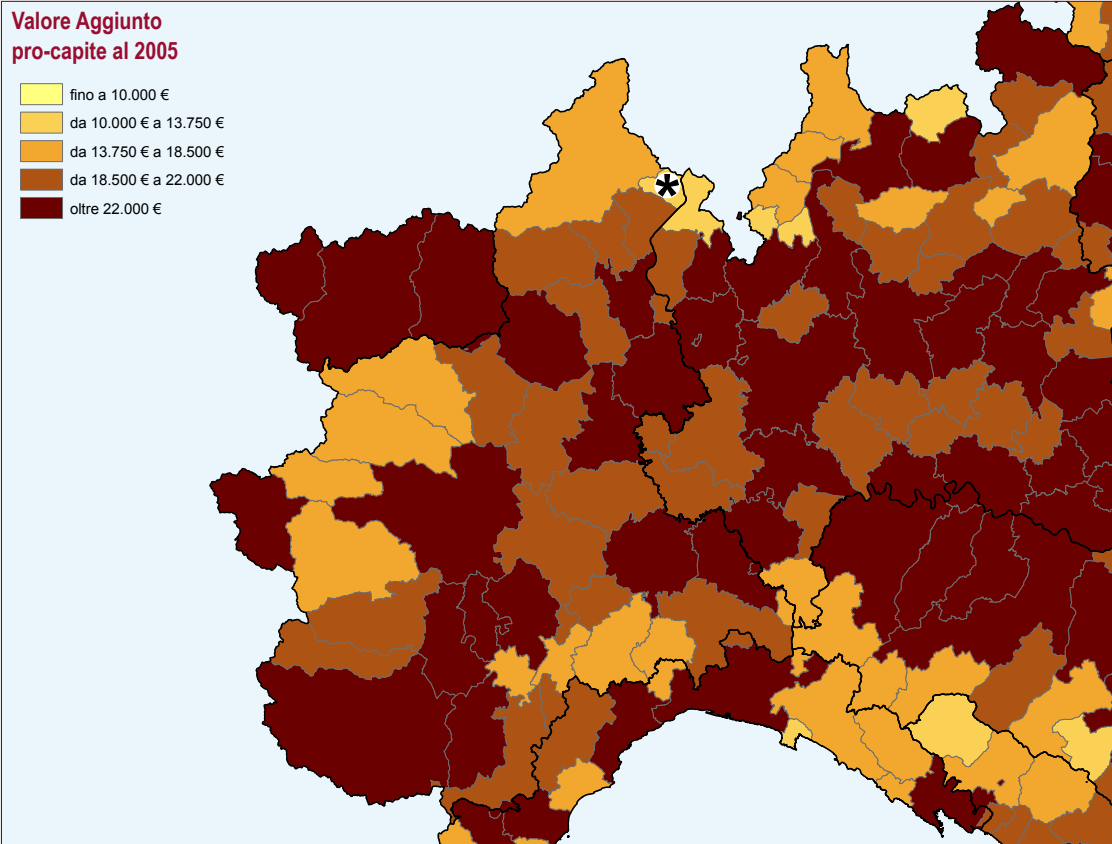 Valore Aggiunto
pro-capite al 2005
fino a 10.000 €
da 10.000 € a 13.750 €
da 13.750 € a 18.500 €
da 18.500 € a 22.000 €
oltre 22.000 €
*